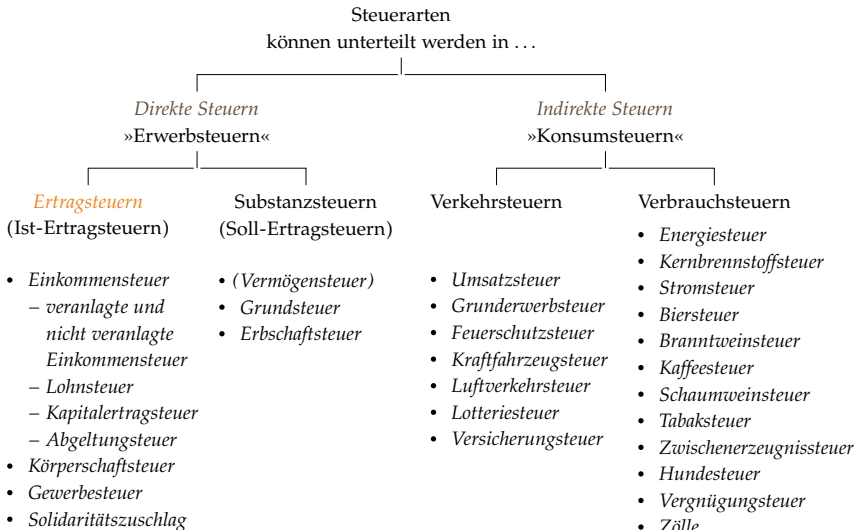 Steuerarten
können unterteilt werden in . . .
Direkte Steuern
»Erwerbsteuern«
Indirekte Steuern
»Konsumsteuern«
Ertragsteuern
(Ist-Ertragsteuern)
• Einkommensteuer
– veranlagte und
nicht veranlagte
Einkommensteuer
– Lohnsteuer
– Kapitalertragsteuer
– Abgeltungsteuer
• Körperschaftsteuer
• Gewerbesteuer
• Solidaritätszuschlag
Substanzsteuern
(Soll-Ertragsteuern)
• (Vermögensteuer)
• Grundsteuer
• Erbschaftsteuer
Verkehrsteuern
• Umsatzsteuer
• Grunderwerbsteuer
• Feuerschutzsteuer
• Kraftfahrzeugsteuer
• Luftverkehrsteuer
• Lotteriesteuer
• Versicherungsteuer
Verbrauchsteuern
• Energiesteuer
• Kernbrennstoffsteuer
• Stromsteuer
• Biersteuer
• Branntweinsteuer
• Kaffeesteuer
• Schaumweinsteuer
• Tabaksteuer
• Zwischenerzeugnissteuer
• Hundesteuer
• Vergnügungsteuer
• Zölle